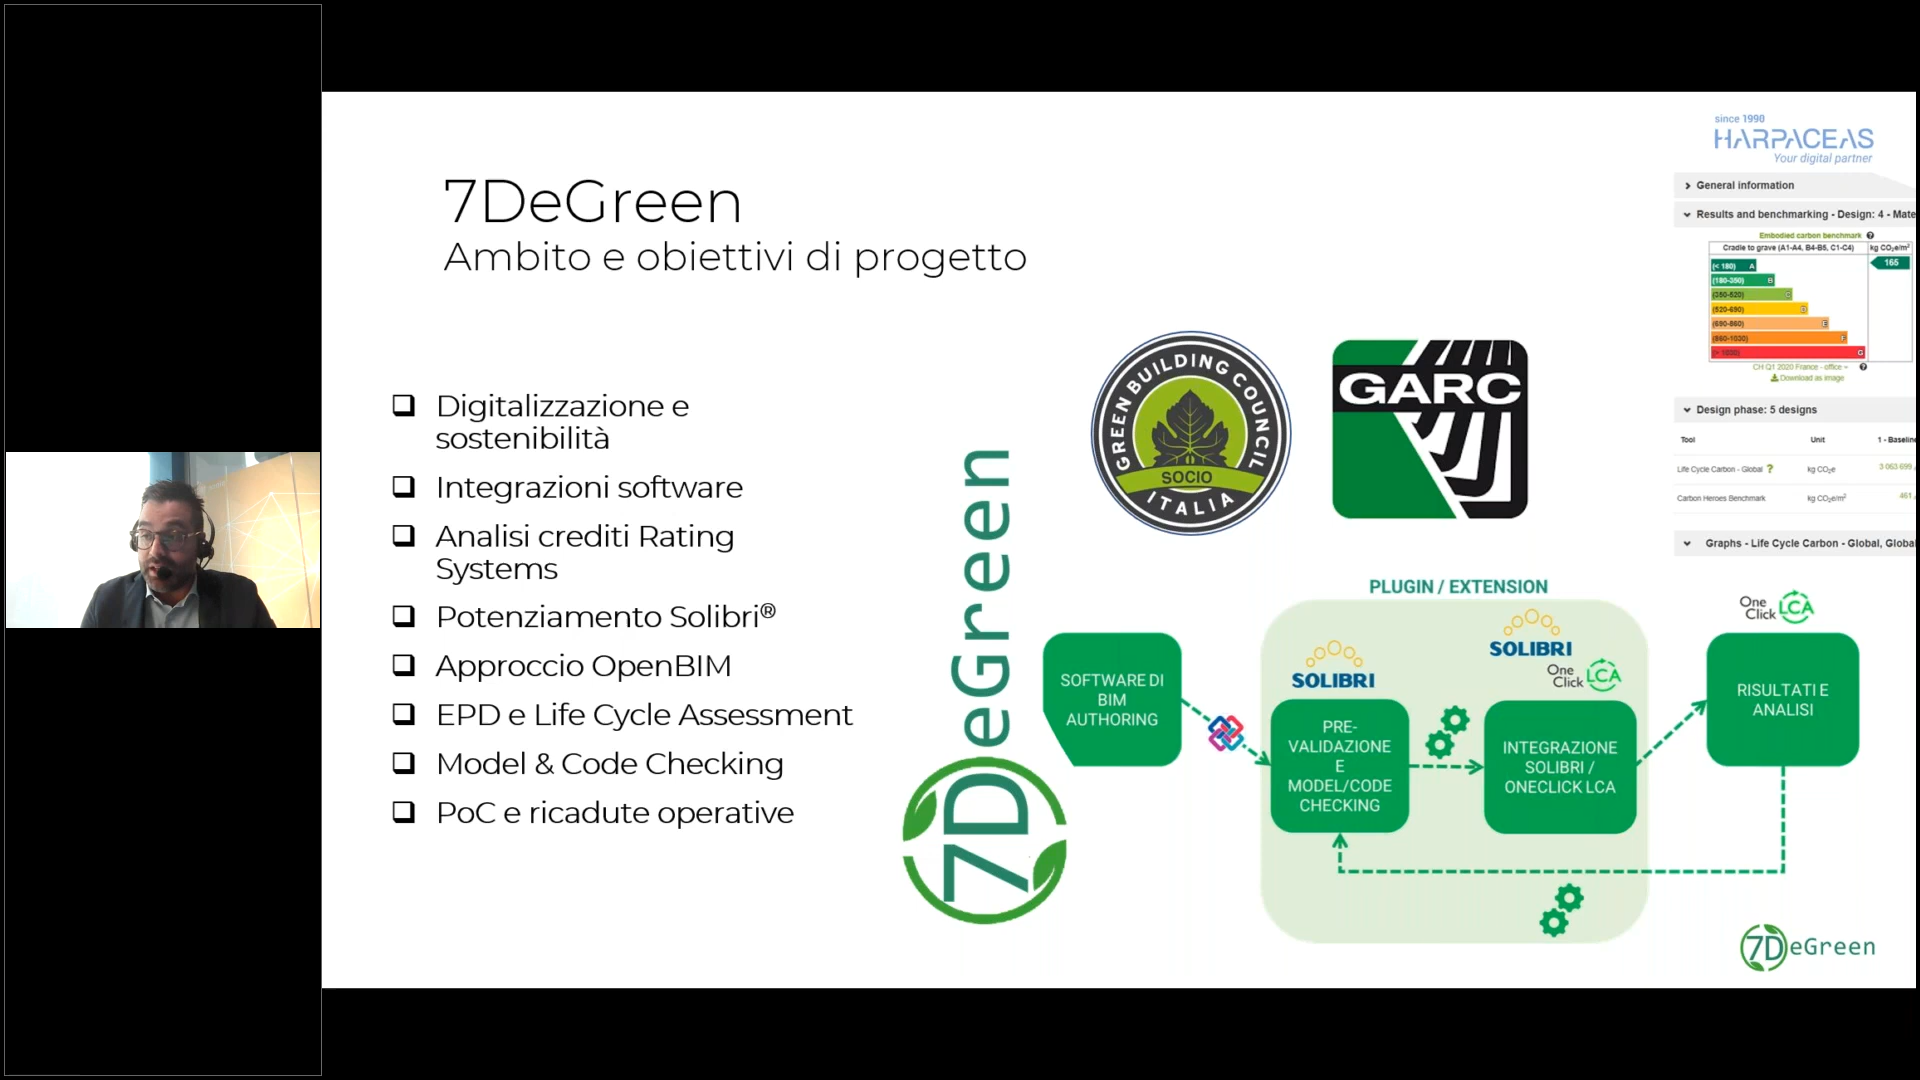 since 1990
HARPACEAS
Your digital partner
7DeGreen
Ambito e obiettivi di progetto
Digitalizzazione e
sostenibilità
Integrazioni software
Analisi crediti Rating
Systems
Potenziamento Solibri®
Approccio OpenBIM
EPD e Life Cycle Assessment
Model & Code Checking
PoC e ricadute operative
7DeGreen
GREEN BUILDING COUNCIL
SOCIO
ITALIA
GARC
General information
Results and benchmarking - Design: 4 - Mate
Embodied carbon benchmark
Cradle to grave (A1-A4, B4-B5, C1-C4) kg CO₂e/m²
(< 180) A 165
(180-350) B
(350-520) C
(520-690) D
(690-860) E
(860-1030) F
(> 1030) G
CH Q1 2020 France - office
Download as image
Design phase: 5 designs
Tool Unit 1 - Baseline
Life Cycle Carbon - Global ? kg CO₂e 3 063 699
Carbon Heroes Benchmark kg CO₂e/m² 461
Graphs - Life Cycle Carbon - Global, Global
PLUGIN / EXTENSION
SOFTWARE DI
BIM
AUTHORING
SOLIBRI
PRE-
VALIDAZIONE
E
MODEL/CODE
CHECKING
SOLIBRI
One
Click LCA
INTEGRAZIONE
SOLIBRI /
ONECLICK LCA
One
Click LCA
RISULTATI E
ANALISI
7DeGreen